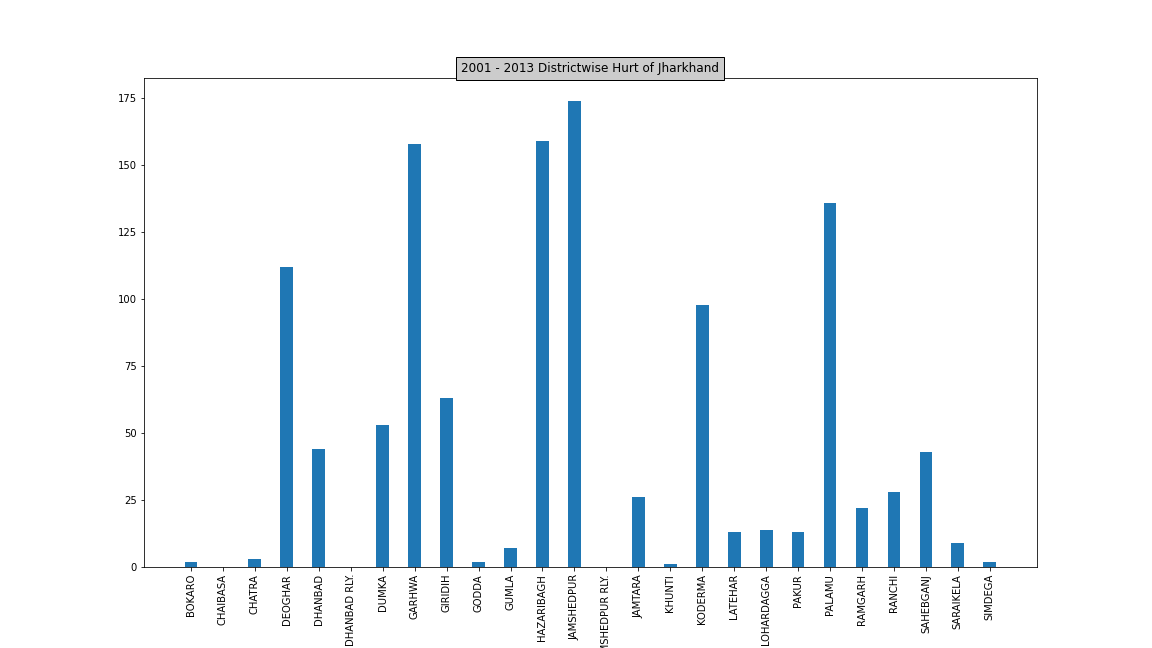 2001 - 2013 Districtwise Hurt of Jharkhand
175
150
125
100
75
50
25
0
BOKARO
CHAIBASA
CHATRA
DEOGHAR
DHANBAD
DHANBAD RLY.
DUMKA
GARHWA
GIRIDIH
GODDA
GUMLA
HAZARIBAGH
JAMSHEDPUR
MSHEDPUR RLY.
JAMTARA
KHUNTI
KODERMA
LATEHAR
LOHARDAGGA
PAKUR
PALAMU
RAMGARH
RANCHI
SAHEBGANJ
SARAIKELA
SIMDEGA